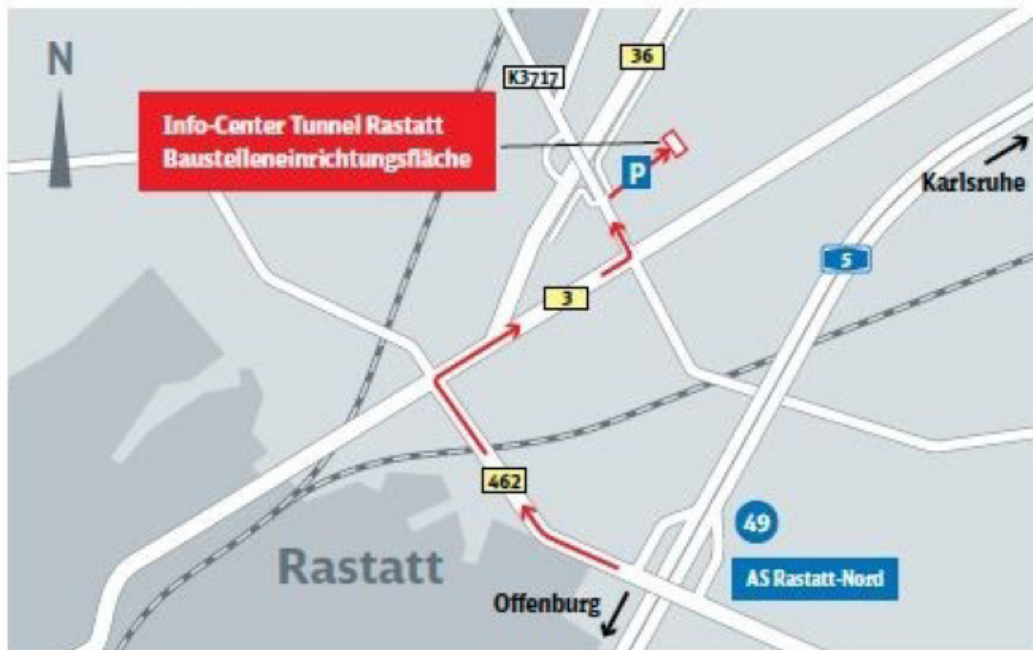 N
36
K3717
Info-Center Tunnel Rastatt
Baustelleneinrichtungsfläche
P
Karlsruhe
5
3
462
49
Rastatt
AS Rastatt-Nord
Offenburg